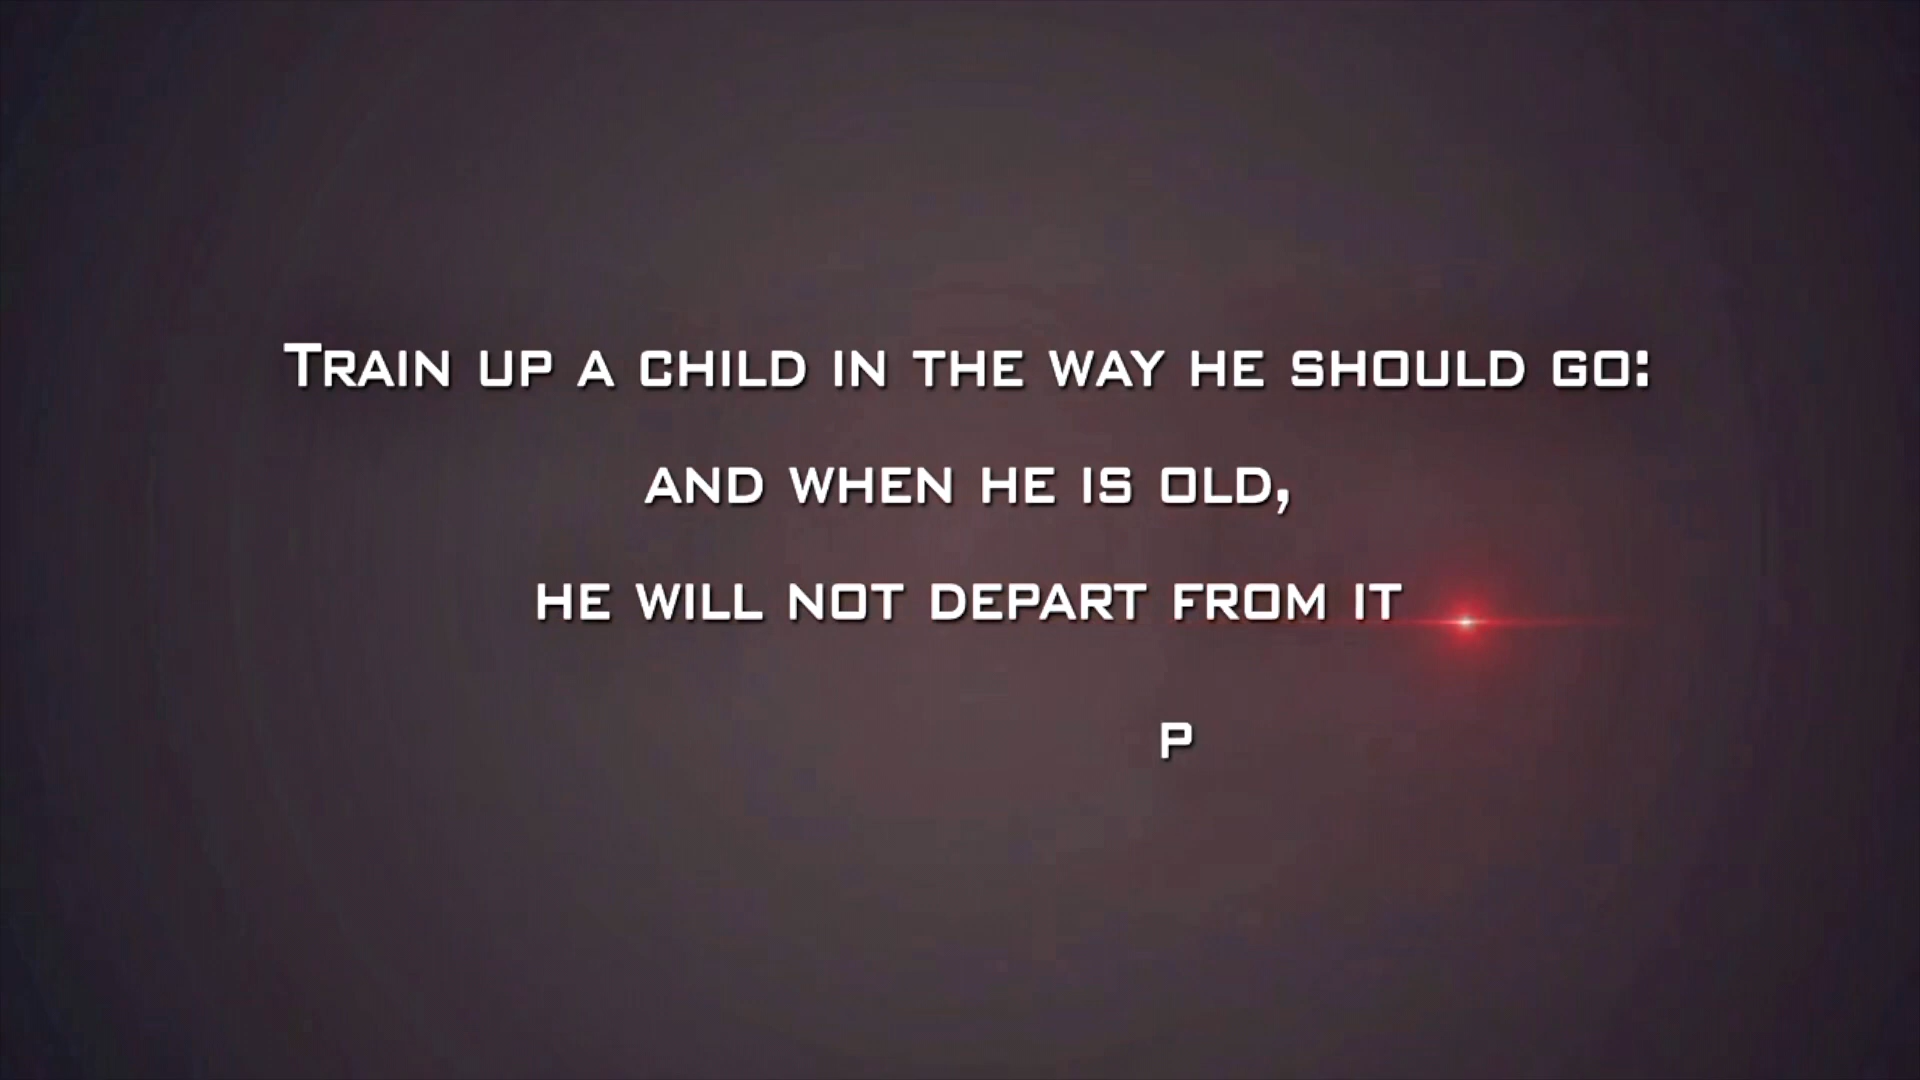 Train up a child in the way he should go:
and when he is old,
he will not depart from it
P